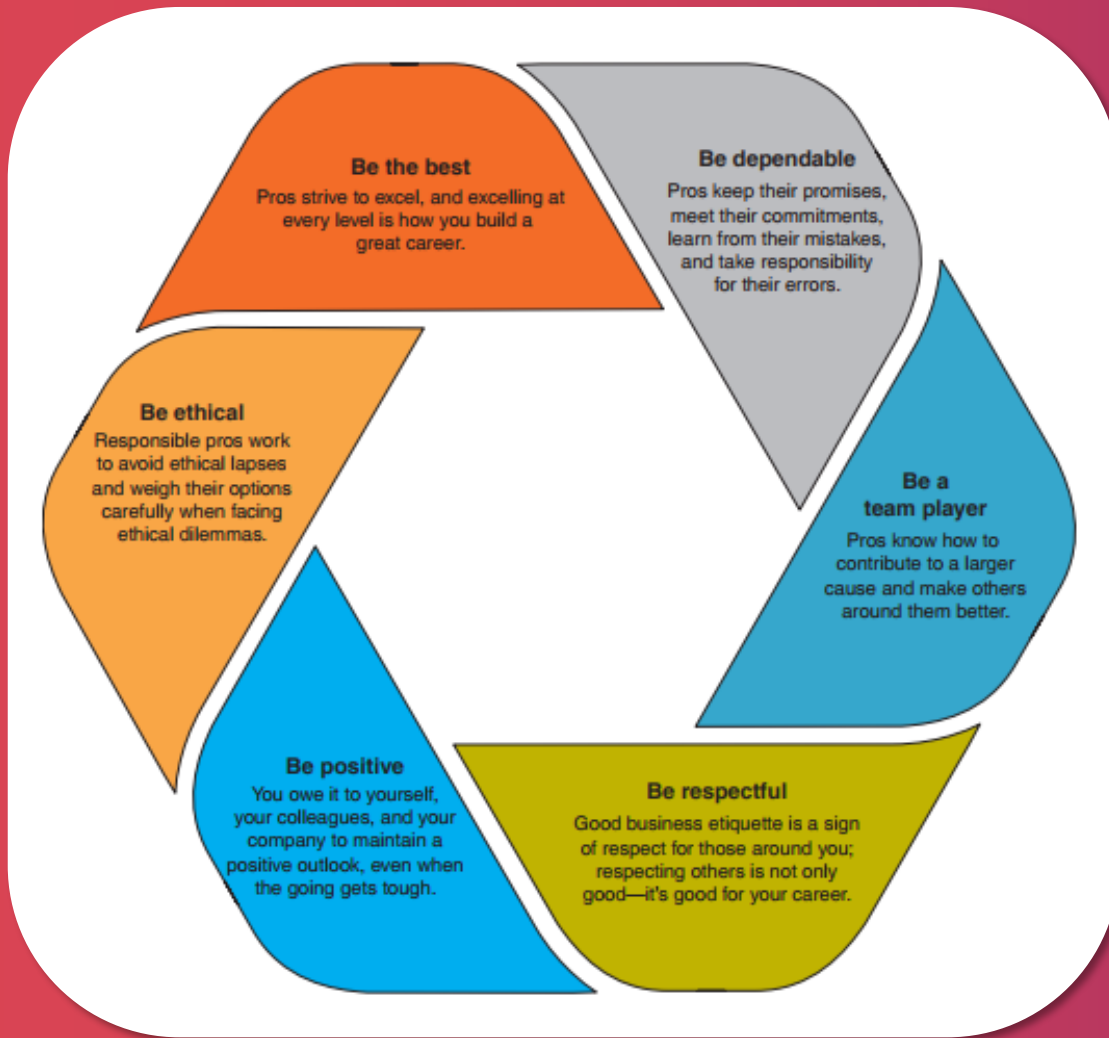 Be the best
Pros strive to excel, and excelling at
every level is how you build a
great career.
Be dependable
Pros keep their promises,
meet their commitments,
learn from their mistakes,
and take responsibility
for their errors.
Be a
team player
Pros know how to
contribute to a larger
cause and make others
around them better.
Be respectful
Good business etiquette is a sign
of respect for those around you;
respecting others is not only
good—it's good for your career.
Be positive
You owe it to yourself,
your colleagues, and your
company to maintain a
positive outlook, even when
the going gets tough.
Be ethical
Responsible pros work
to avoid ethical lapses
and weigh their options
carefully when facing
ethical dilemmas.